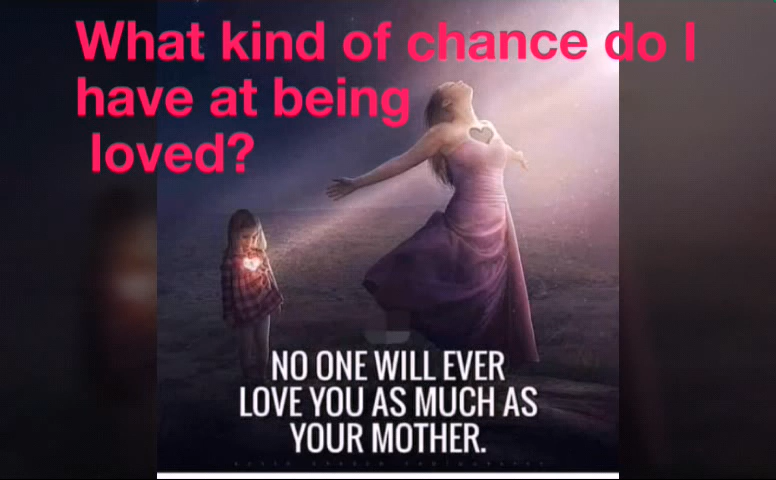 What kind of chance do I
have at being
loved?
NO ONE WILL EVER
LOVE YOU AS MUCH AS
YOUR MOTHER.